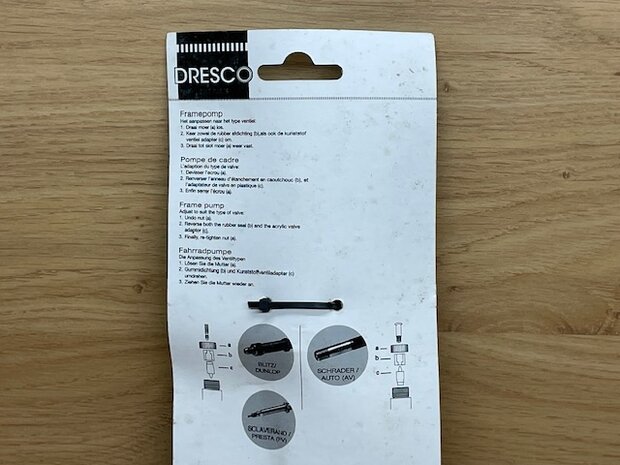 DRESCO
Framepomp
Het aanpassen naar het type ventiel:
1. Draai moer (a) los.
2. Keer zowel de rubber afdichting (b),als ook de kunststof
ventiel adapter (c) om.
3. Draai tot slot moer (a) weer vast.
Pompe de cadre
L'adaption du type de valve:
1. Devisser l'écrou (a).
2. Renverser l'anneau d'étanchement en caoutchouc (b), et
l'adaptateur de valve en plastique (c).
3. Enfin serrer l'écrou (a).
Frame pump
Adjust to suit the type of valve:
1. Undo nut (a).
2. Reverse both the rubber seal (b) and the acrylic valve
adaptor (c).
3. Finally, re-tighten nut (a).
Fahrradpumpe
Die Anpassung des Ventiltypen
1. Lösen Sie die Mutter (a).
2. Gummidichtung (b) und Kunststoffventiladapter (c)
umdrehen.
3. Ziehen Sie die Mutter wieder an.
a
b
c
BLITZ/
DUNLOP
SCHRADER /
AUTO (AV)
a
b
c
SCLAVERAND /
PRESTA (PV)